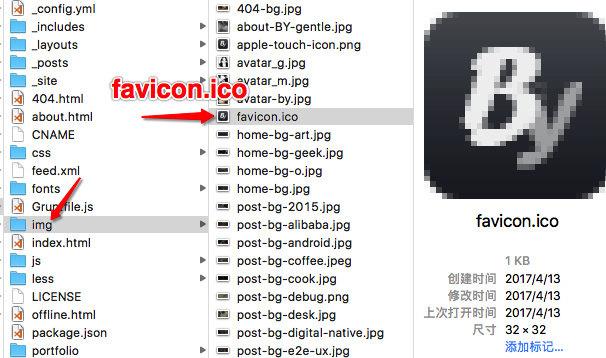 _config.yml
_includes
_layouts
_posts
_site
404.html
about.html
CNAME
css
feed.xml
fonts
Gruntfile.js
img
index.html
js
less
LICENSE
offline.html
package.json
portfolio
404-bg.jpg
about-BY-gentle.jpg
apple-touch-icon.png
avatar_g.jpg
avatar_m.jpg
favicon.ico
avatar-by.jpg
favicon.ico
home-bg-art.jpg
home-bg-geek.jpg
home-bg-o.jpg
home-bg.jpg
post-bg-2015.jpg
post-bg-alibaba.jpg
post-bg-android.jpg
post-bg-coffee.jpeg
post-bg-cook.jpg
post-bg-debug.png
post-bg-desk.jpg
post-bg-digital-native.jpg
post-bg-e2e-ux.jpg
By
favicon.ico
1 KB
创建时间 2017/4/13
修改时间 2017/4/13
上次打开时间 2017/4/13
尺寸 32 × 32
添加标记...